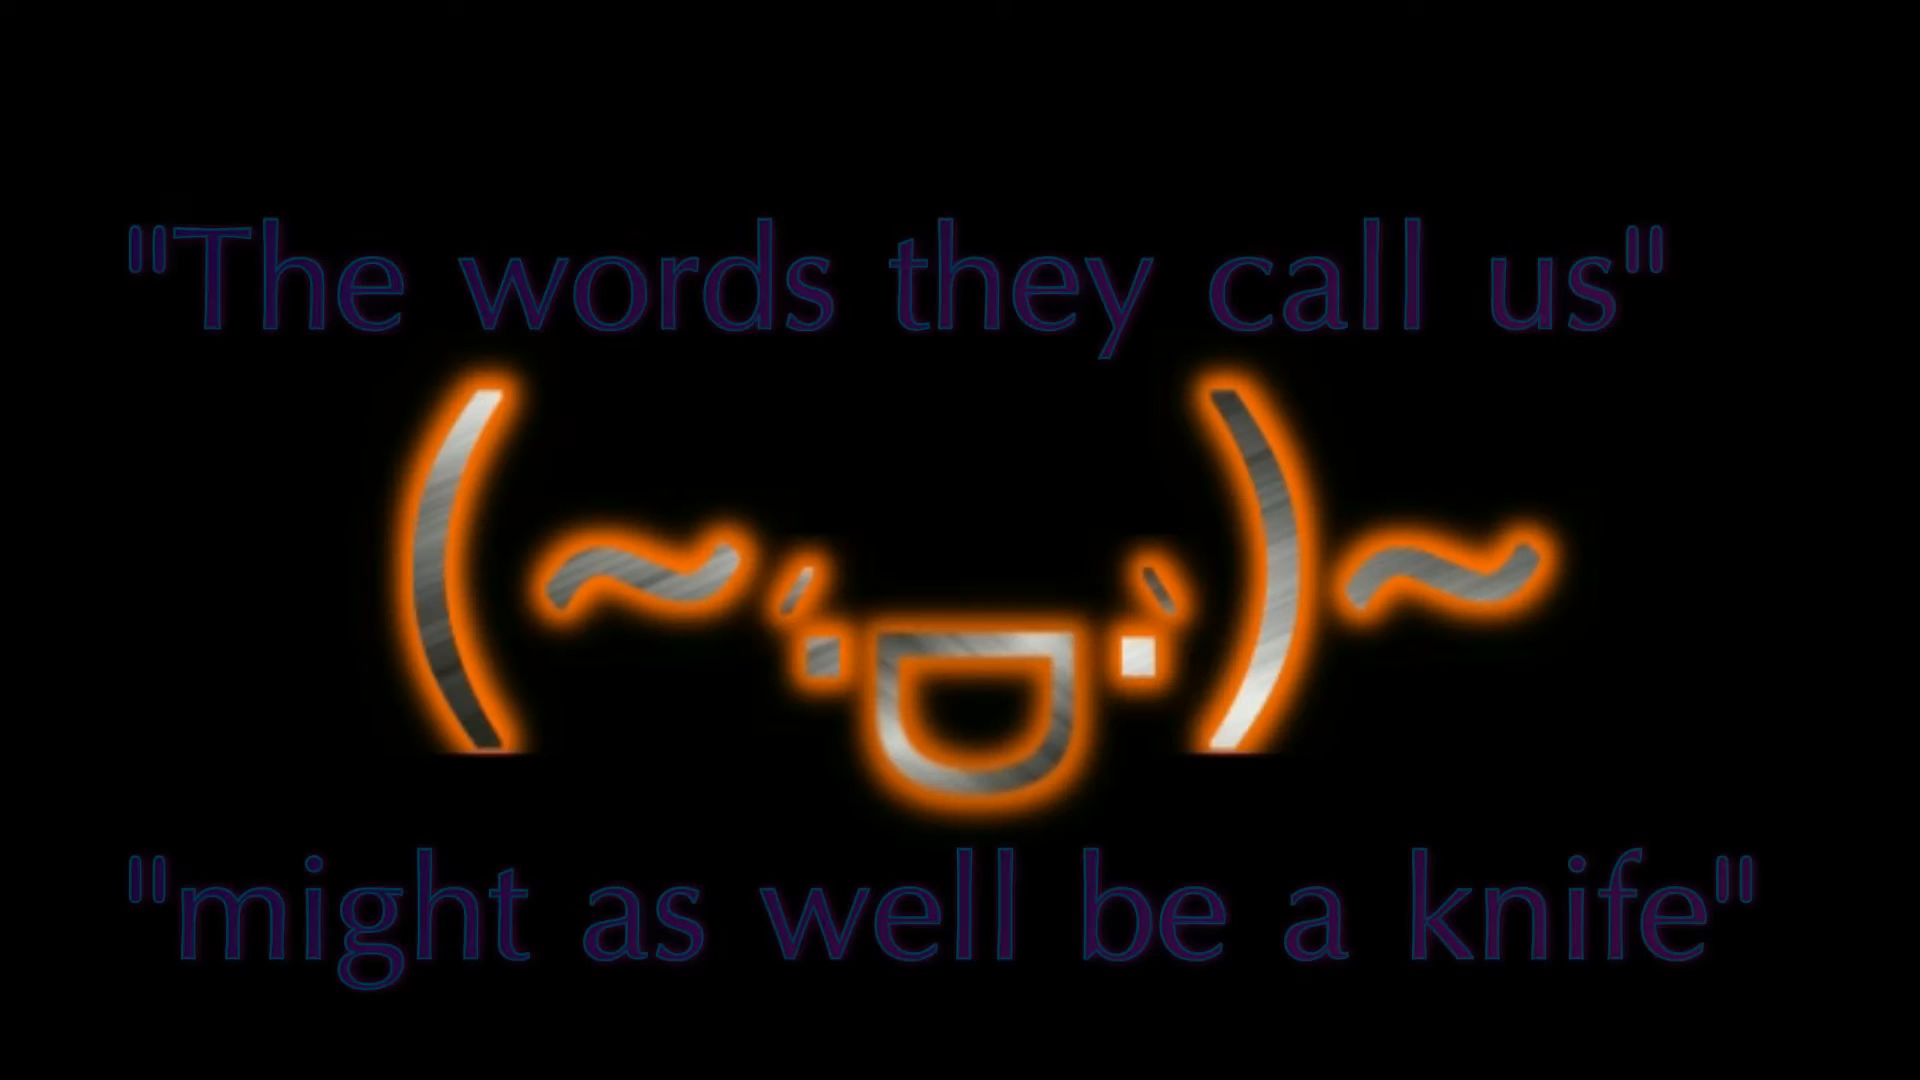 "The words they call us"
(~'.D.')~
"might as well be a knife"